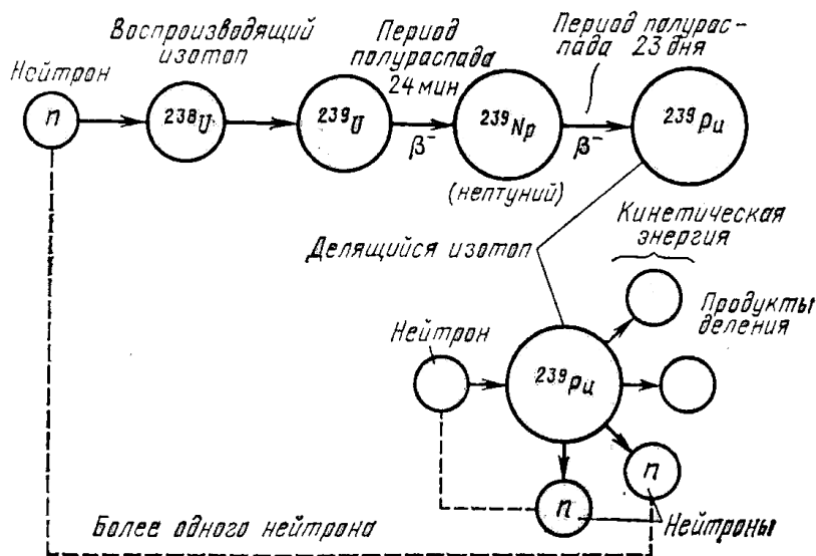 Воспроизводящий
изотоп
Нейтрон
Период
полураспада
24 мин
Период полурас-
пада 23 дня
n
²³⁸U
²³⁹U
β⁻
²³⁹Np
β⁻
²³⁹Pu
(нептуний)
Кинетическая
энергия
Делящийся изотоп
Продукты
деления
Нейтрон
²³⁹Pu
n
n
Нейтроны
Более одного нейтрона